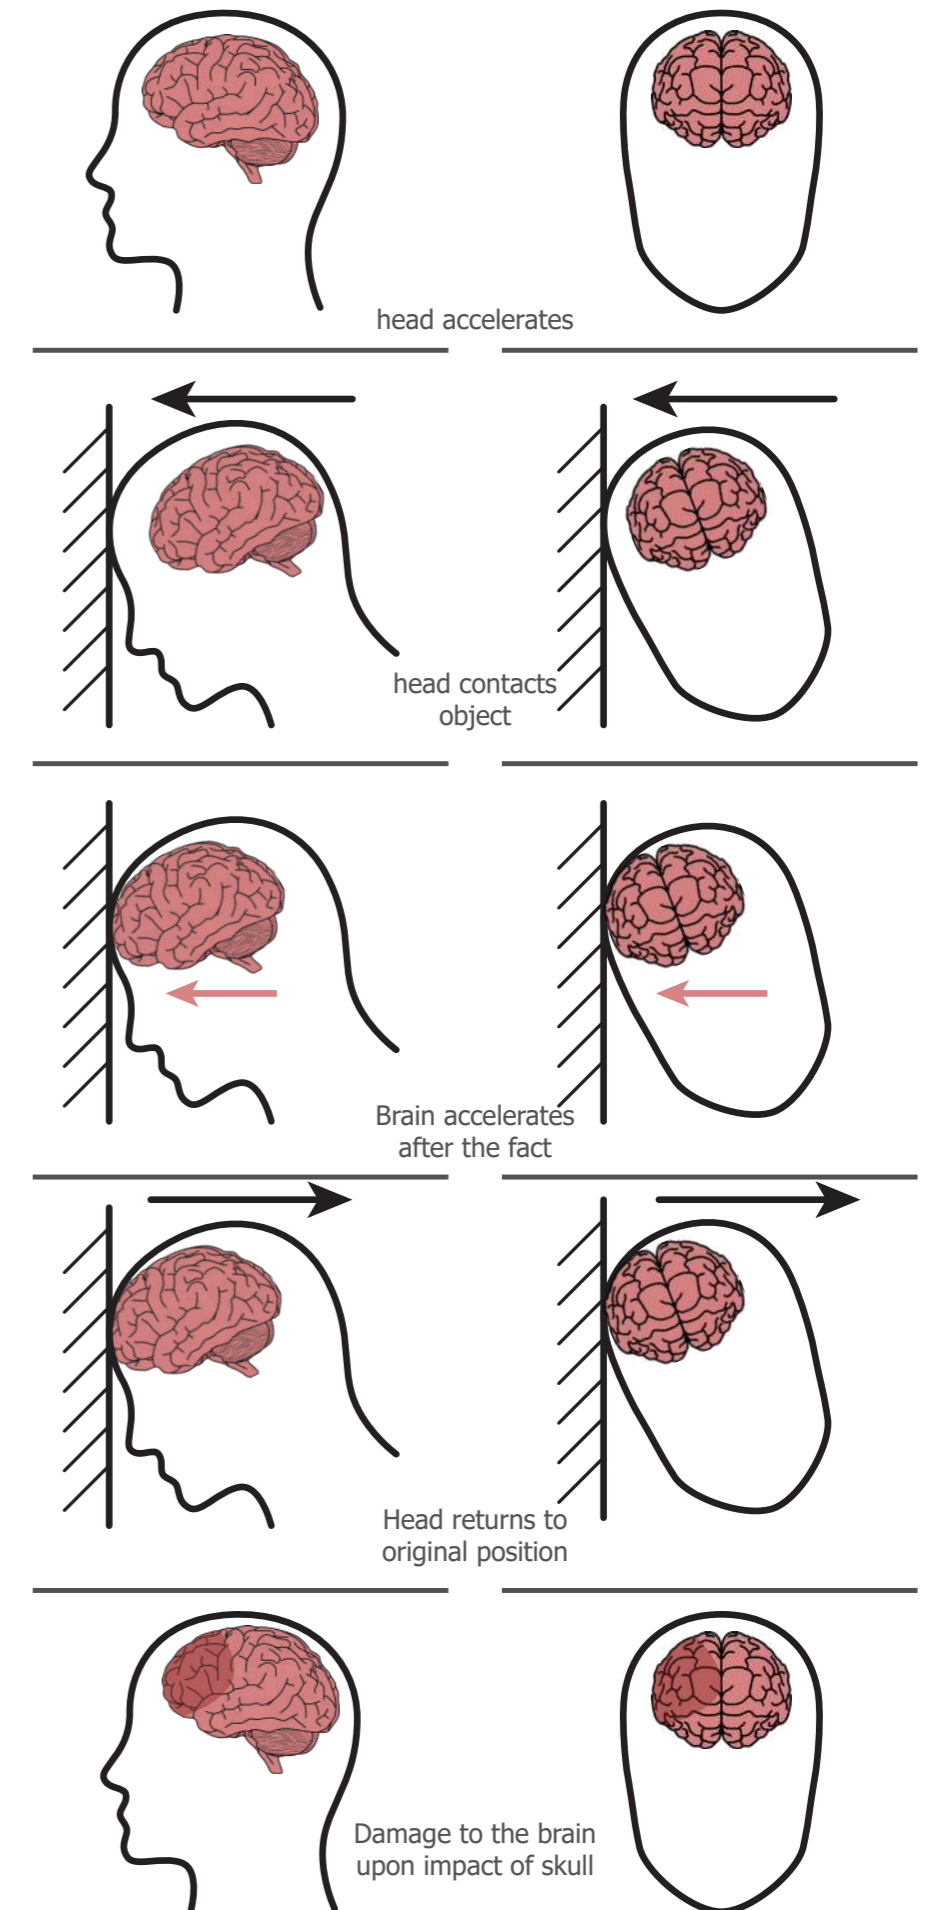 head accelerates
head contacts
object
Brain accelerates
after the fact
Head returns to
original position
Damage to the brain
upon impact of skull